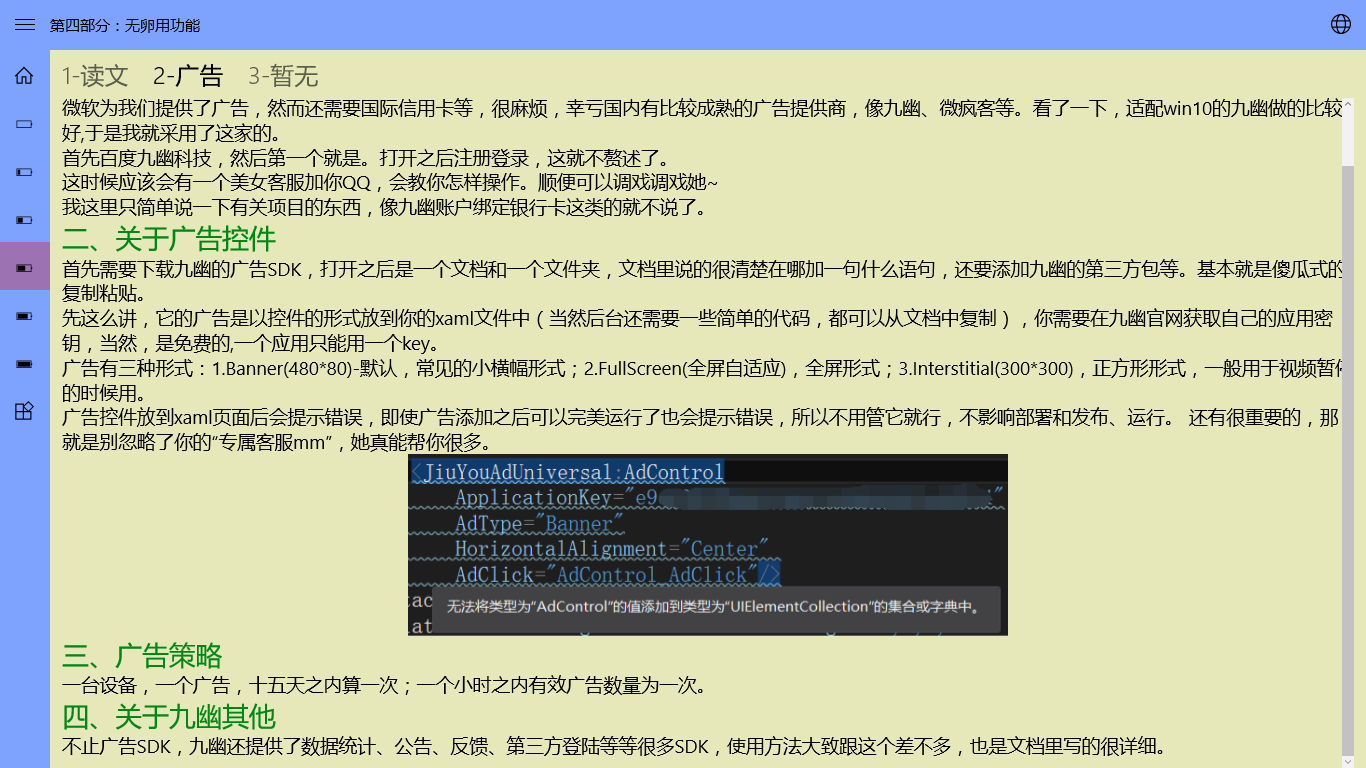 第四部分：无卵用功能
1-读文 2-广告 3-暂无
微软为我们提供了广告，然而还需要国际信用卡等，很麻烦，幸亏国内有比较成熟的广告提供商，像九幽、微疯客等。看了一下，适配win10的九幽做的比较
好,于是我就采用了这家的。
首先百度九幽科技，然后第一个就是。打开之后注册登录，这就不赘述了。
这时候应该会有一个美女客服加你QQ，会教你怎样操作。顺便可以调戏调戏她~
我这里只简单说一下有关项目的东西，像九幽账户绑定银行卡这类的就不说了。
二、关于广告控件
首先需要下载九幽的广告SDK，打开之后是一个文档和一个文件夹，文档里说的很清楚在哪加一句什么语句，还要添加九幽的第三方包等。基本就是傻瓜式的
复制粘贴。
先这么讲，它的广告是以控件的形式放到你的xaml文件中（当然后台还需要一些简单的代码，都可以从文档中复制），你需要在九幽官网获取自己的应用密
钥，当然，是免费的,一个应用只能用一个key。
广告有三种形式：1.Banner(480*80)-默认，常见的小横幅形式；2.FullScreen(全屏自适应)，全屏形式；3.Interstitial(300*300)，正方形形式，一般用于视频暂停
的时候用。
广告控件放到xaml页面后会提示错误，即使广告添加之后可以完美运行了也会提示错误，所以不用管它就行，不影响部署和发布、运行。 还有很重要的，那
就是别忽略了你的“专属客服mm”，她真能帮你很多。
<JiuYouAdUniversal:AdControl
ApplicationKey="e9
AdType="Banner"
HorizontalAlignment="Center"
AdClick="AdControl_AdClick"/>
tac
无法将类型为“AdControl”的值添加到类型为“UIElementCollection”的集合或字典中。
lat
三、广告策略
一台设备，一个广告，十五天之内算一次；一个小时之内有效广告数量为一次。
四、关于九幽其他
不止广告SDK，九幽还提供了数据统计、公告、反馈、第三方登陆等等很多SDK，使用方法大致跟这个差不多，也是文档里写的很详细。